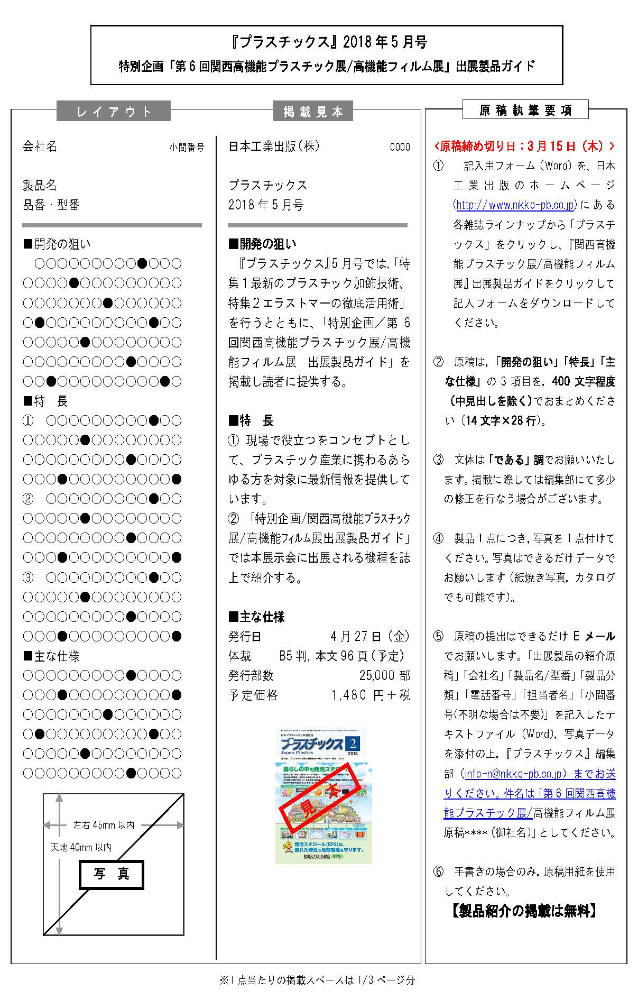 『プラスチックス』2018 年 5 月号
特別企画「第 6 回関西高機能プラスチック展/高機能フィルム展」出展製品ガイド
レ イ ア ウ ト
会社名 小間番号
製品名
品番・型番
■開発の狙い
○○○○○○○○○●○○○
○○○○●○○○○○○○○○
○○○○○○○●○○○○○○
○●○○○○○○○○○●○○
○○○○○●○○○○○○○○
○○○○○○○○○●○○○○
○○●○○○○○○○○○●○
■特 長
① ○○○○○○○○○●○○
○○○○○●○○○○○○○○
○○○○○○○○○●○○○○
○○○●○○○○○○○○○●
② ○○○○○○○○○●○○
○○○○○●○○○○○○○○
○○○○○○○○○●○○○○
○○○●○○○○○○○○○●
③ ○○○○○○○○○●○○
○○○○○●○○○○○○○○
○○○○○○○○○●○○○○
○○○●○○○○○○○○○●
■主な仕様
○○○○○○○○○●○○○○
○○○●○○○○○○○○○●
○○○○○○○●○○○○○○
○●○○○○○○○○○●○○
○○○○○●○○○○○○○○
○○○○○○○○○●○○○○
左右 45mm 以内
天地 40mm 以内
写 真
掲 載 見 本
日本工業出版(株) 0000
プラスチックス
2018 年 5 月号
■開発の狙い
『プラスチックス』5 月号では,「特
集 1 最新のプラスチック加飾技術、
特集 2 エラストマーの徹底活用術」
を行うとともに、「特別企画／第 6
回関西高機能プラスチック展/高機
能フィルム展 出展製品ガイド」を
掲載し読者に提供する。
■特 長
① 現場で役立つをコンセプトとし
て、プラスチック産業に携わるあら
ゆる方を対象に最新情報を提供して
います。
② 「特別企画/関西高機能プラスチック
展/高機能フィルム展出展製品ガイド」
では本展示会に出展される機種を誌
上で紹介する。
■主な仕様
発行日 4 月 27 日（金）
体裁 B5 判, 本文 96 頁（予定）
発行部数 25,000 部
予定価格 1,480 円＋税
日本プラスチック工業連盟誌
プラスチックス 2
Japan Plastics 2018
暮らしの中の発泡スチロール
見 本
発泡スチロール(EPS)は、
優れた特性で地球環境を守ります。
発泡スチロール協会 JEPSA
原 稿 執 筆 要 項
<原稿締め切り日：3 月 15 日（木）>
① 記入用フォーム（Word）を、日本
工業出版のホームページ
(http://www.nikko-pb.co.jp)にある
各雑誌ラインナップから「プラスチ
ックス」をクリックし、『関西高機
能プラスチック展/高機能フィルム
展』出展製品ガイドをクリックして
記入フォームをダウンロードして
ください。
② 原稿は,「開発の狙い」「特長」「主
な仕様」の 3 項目を, 400 文字程度
（中見出しを除く）でおまとめくださ
い（14 文字×28 行）。
③ 文体は「である」調でお願いいたし
ます。掲載に際しては編集部にて多少
の修正を行なう場合がございます。
④ 製品 1 点につき, 写真を 1 点付けて
ください。写真はできるだけデータで
お願いします（紙焼き写真, カタログ
でも可能です）。
⑤ 原稿の提出はできるだけ E メール
でお願いします。「出展製品の紹介原
稿」「会社名」「製品名/型番」「製品分
類」「電話番号」「担当者名」「小間番
号(不明な場合は不要)」を記入したテ
キストファイル（Word）, 写真データ
を添付の上,『プラスチックス』編集
部（info-n@nikko-pb.co.jp）までお送
りください。件名は「第 6 回関西高機
能プラスチック展/高機能フィルム展
原稿****（御社名）」としてください。
⑥ 手書きの場合のみ, 原稿用紙を使用
してください。
【製品紹介の掲載は無料】
※1 点当たりの掲載スペースは 1/3 ページ分